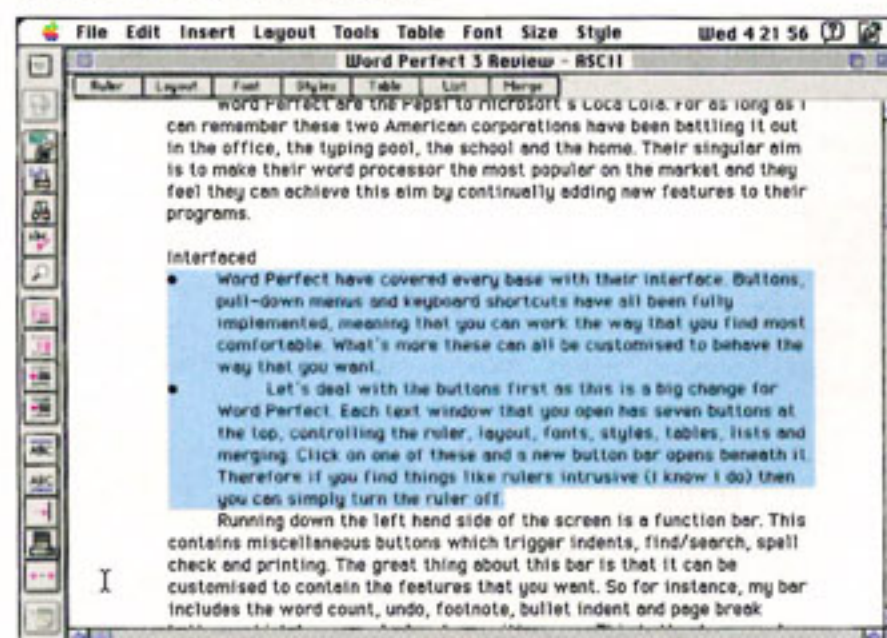 File Edit Insert Layout Tools Table Font Size Style Wed 4 21 56
Word Perfect 3 Review - ASCII
Ruler Layout Font Styles Table List Merge
Word Perfect are the Pepsi to Microsoft's Coca Cola. For as long as I
can remember these two American corporations have been battling it out
in the office, the typing pool, the school and the home. Their singular aim
is to make their word processor the most popular on the market and they
feel they can achieve this aim by continually adding new features to their
programs.
Interfaced
• Word Perfect have covered every base with their interface. Buttons,
pull-down menus and keyboard shortcuts have all been fully
implemented, meaning that you can work the way that you find most
comfortable. What's more these can all be customised to behave the
way that you want.
• Let's deal with the buttons first as this is a big change for
Word Perfect. Each text window that you open has seven buttons at
the top, controlling the ruler, layout, fonts, styles, tables, lists and
merging. Click on one of these and a new button bar opens beneath it.
Therefore if you find things like rulers intrusive (I know I do) then
you can simply turn the ruler off.
Running down the left hand side of the screen is a function bar. This
contains miscellaneous buttons which trigger indents, find/search, spell
check and printing. The great thing about this bar is that it can be
customised to contain the features that you want. So for instance, my bar
includes the word count, undo, footnote, bullet indent and page break
ABC
ABC